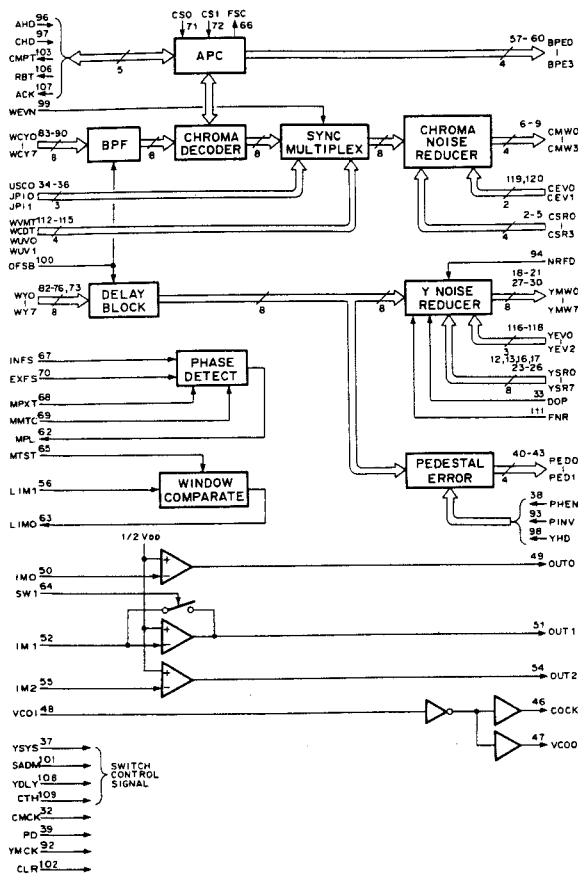 AHD 96
CHD 97
CMPT 103
RBT 106
ACK 107
5
CS0 71
CS1 72
FSC 66
APC
4
57-60
BPE0
BPE3
WEVN 99
WCY0 83-90
WCY7 8
BPF
8
CHROMA
DECODER
8
SYNC
MULTIPLEX
8
CHROMA
NOISE
REDUCER
6-9
4
CMW0
CMW3
119,120
2
CEV0
CEV1
2-5
4
CSR0
CSR3
USCO 34-36
JPI0
JPI1 3
WVMT 112-115
WCDT 4
WUV0
WUV1
OFSB 100
WY0 82-76,73
WY7 8
DELAY
BLOCK
8
8
Y NOISE
REDUCER
94
NRFD
18-21
27-30
8
YMW0
YMW7
116-118
3
YEV0
YEV2
12,13,16,17
23-26
8
YSR0
YSR7
33
DOP
111
FNR
INFS 67
EXFS 70
MPXT 68
MMTC 69
MPL 62
PHASE
DETECT
MTST 65
LIM1 56
LIMO 63
WINDOW
COMPARATE
PEDESTAL
ERROR
40-43
4
PED0
PED1
38
PHEN
93
PINV
98
YHD
1/2 VDD
IM0 50
+
-
49
OUT0
SW1 64
IM1 52
+
-
51
OUT1
IM2 55
+
-
54
OUT2
VCOI 48
46
COCK
47
VCOO
YSYS 37
SADM 101
YDLY 108
CTH 109
SWITCH
CONTROL
SIGNAL
CMCK 32
PD 39
YMCK 92
CLR 102